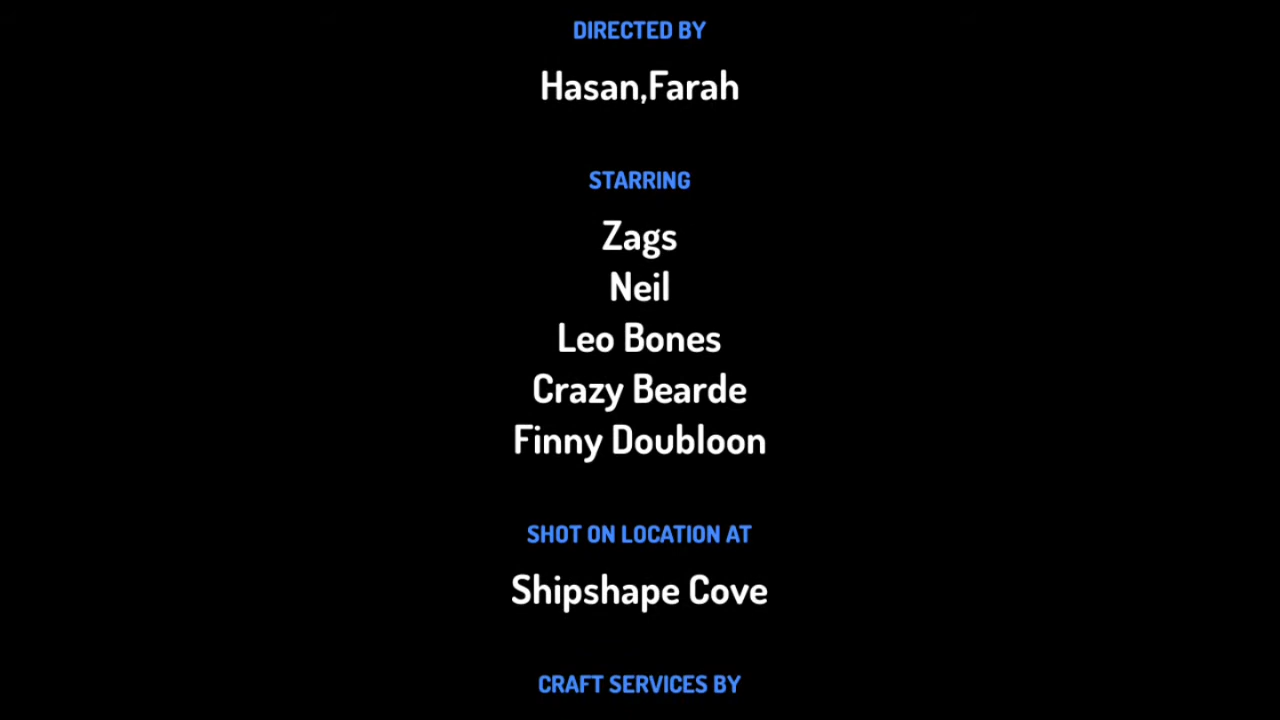 DIRECTED BY
Hasan,Farah
STARRING
Zags
Neil
Leo Bones
Crazy Bearde
Finny Doubloon
SHOT ON LOCATION AT
Shipshape Cove
CRAFT SERVICES BY